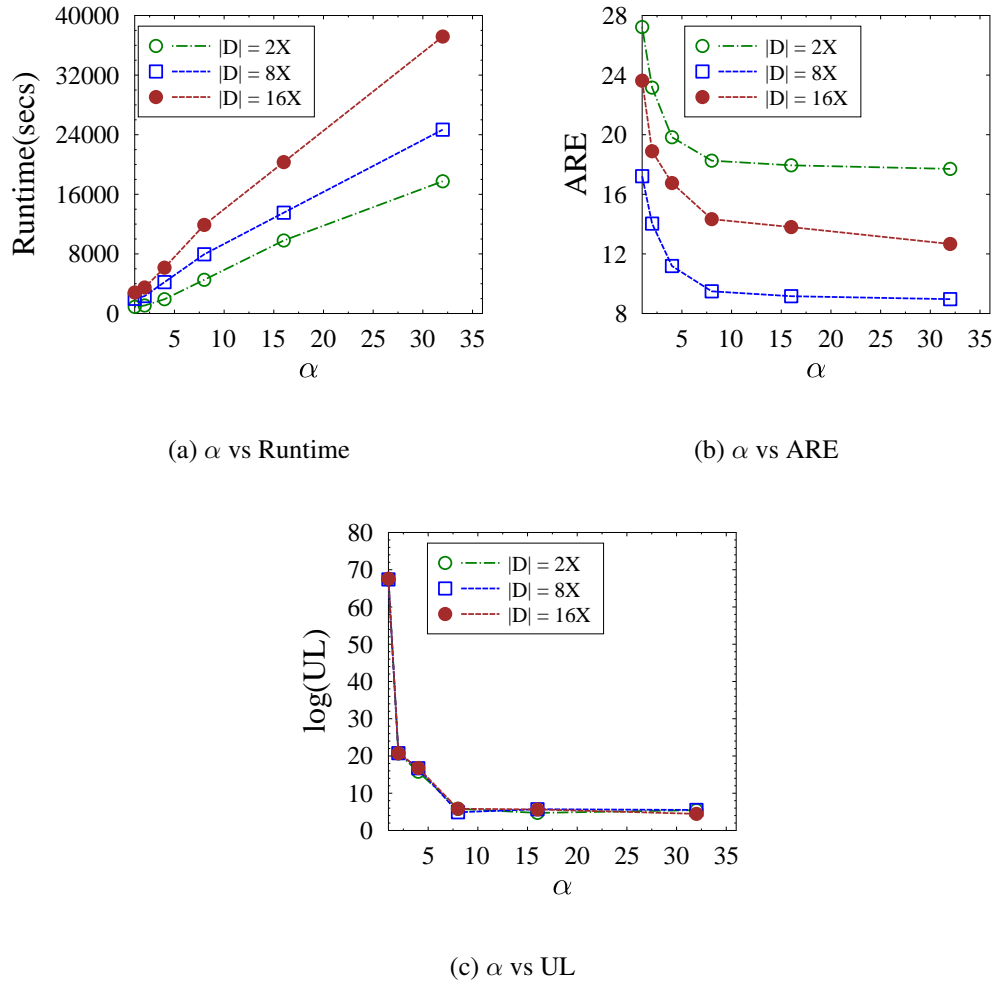 40000
32000
24000
16000
8000
0
Runtime(secs)
|D| = 2X
|D| = 8X
|D| = 16X
5 10 15 20 25 30 35
α
(a) α vs Runtime
28
24
20
16
12
8
ARE
|D| = 2X
|D| = 8X
|D| = 16X
5 10 15 20 25 30 35
α
(b) α vs ARE
80
70
60
50
40
30
20
10
0
log(UL)
|D| = 2X
|D| = 8X
|D| = 16X
5 10 15 20 25 30 35
α
(c) α vs UL